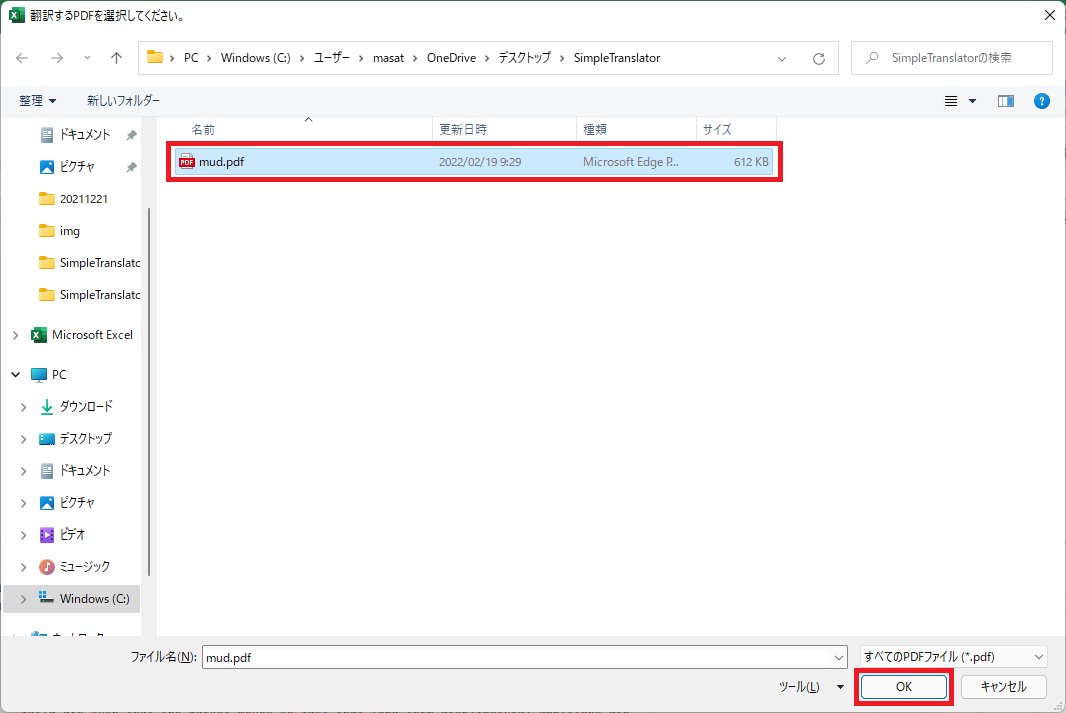 翻訳するPDFを選択してください。
PC > Windows (C:) > ユーザー > masat > OneDrive > デスクトップ > SimpleTranslator
SimpleTranslatorの検索
整理 新しいフォルダー
名前 更新日時 種類 サイズ
mud.pdf 2022/02/19 9:29 Microsoft Edge P... 612 KB
ドキュメント
ピクチャ
20211221
img
SimpleTranslatc
SimpleTranslatc
Microsoft Excel
PC
ダウンロード
デスクトップ
ドキュメント
ピクチャ
ビデオ
ミュージック
Windows (C:)
ファイル名(N): mud.pdf すべてのPDFファイル (*.pdf)
ツール(L) OK キャンセル